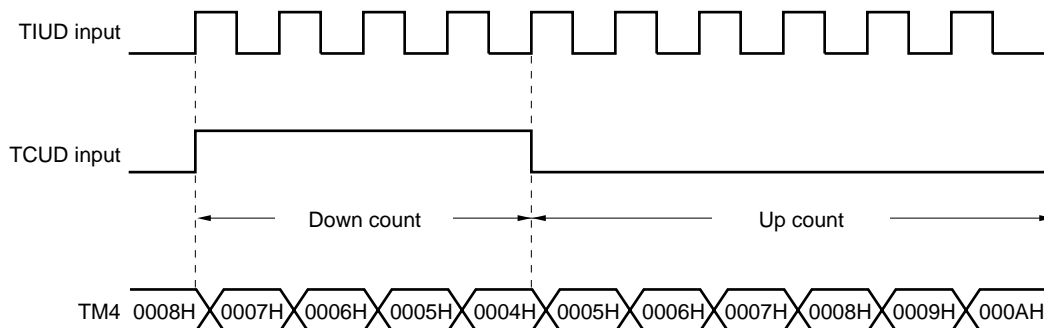 TIUD input
TCUD input
Down count
Up count
TM4 0008H 0007H 0006H 0005H 0004H 0005H 0006H 0007H 0008H 0009H 000AH